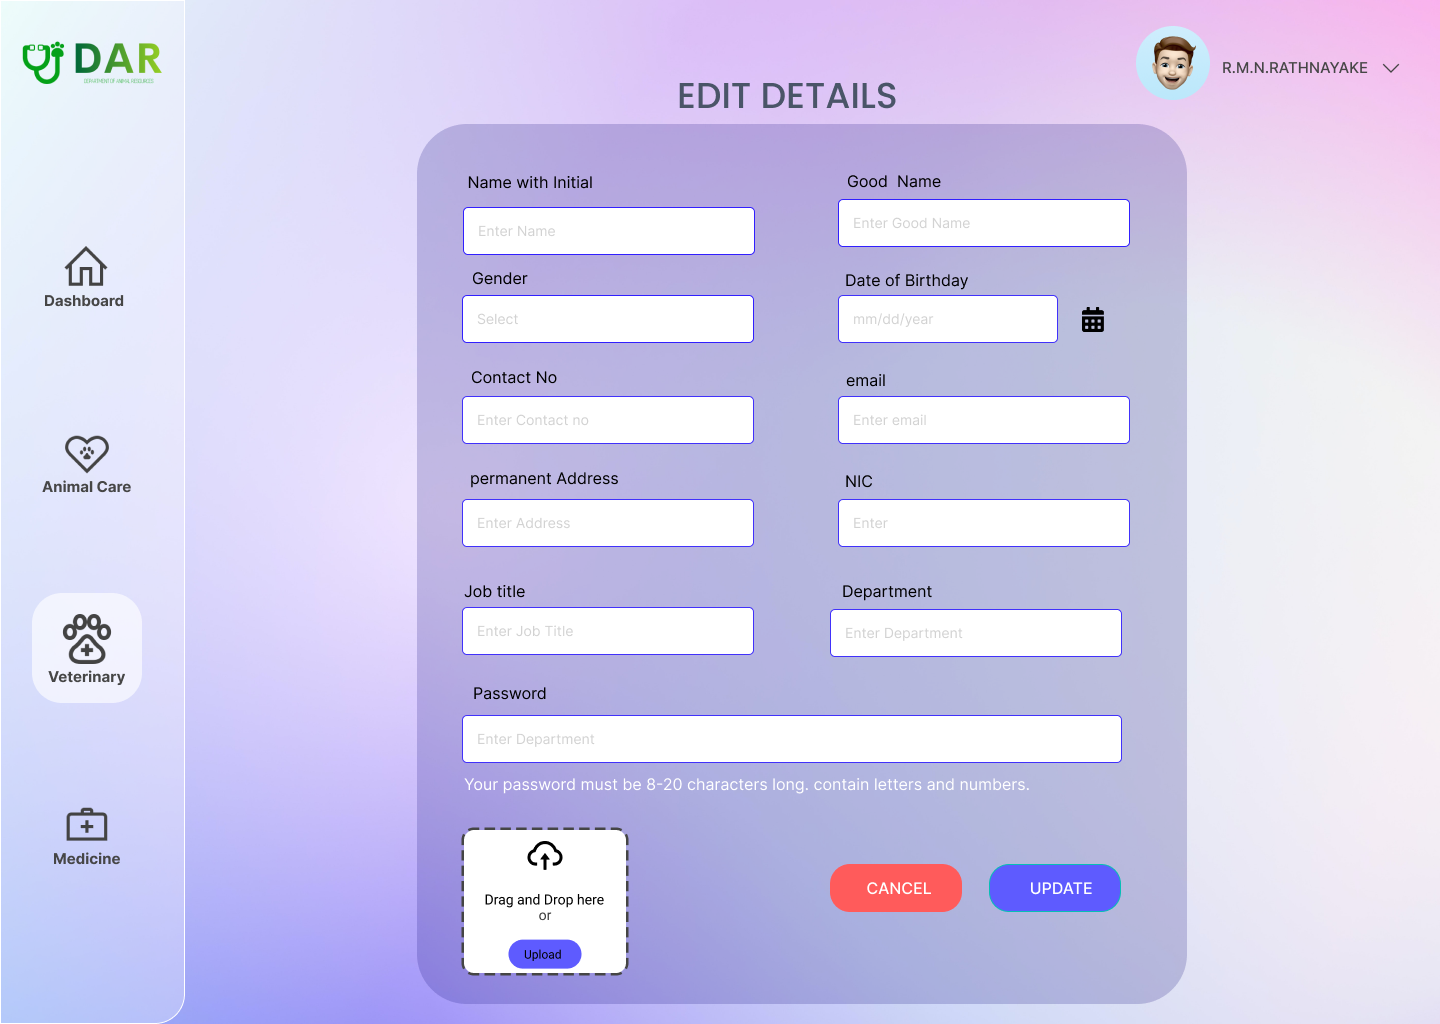 DAR
DEPARTMENT OF ANIMAL RESOURCES
R.M.N.RATHNAYAKE
EDIT DETAILS
Dashboard
Animal Care
Veterinary
Medicine
Name with Initial
Enter Name
Good Name
Enter Good Name
Gender
Select
Date of Birthday
mm/dd/year
Contact No
Enter Contact no
email
Enter email
permanent Address
Enter Address
NIC
Enter
Job title
Enter Job Title
Department
Enter Department
Password
Enter Department
Your password must be 8-20 characters long. contain letters and numbers.
Drag and Drop here
or
Upload
CANCEL
UPDATE